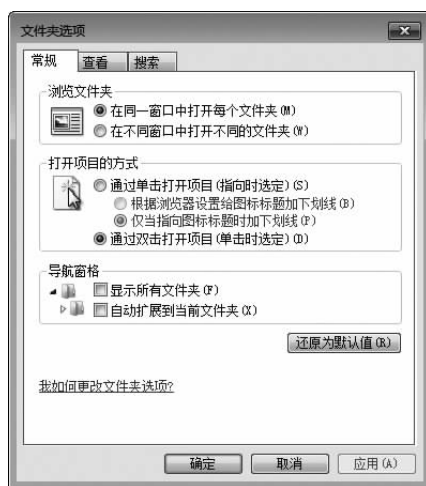 文件夹选项
常规 查看 搜索
浏览文件夹
在同一窗口中打开每个文件夹(M)
在不同窗口中打开不同的文件夹(W)
打开项目的方式
通过单击打开项目(指向时选定)(S)
根据浏览器设置给图标标题加下划线(B)
仅当指向图标标题时加下划线(P)
通过双击打开项目(单击时选定)(D)
导航窗格
显示所有文件夹(F)
自动扩展到当前文件夹(X)
还原为默认值(R)
我如何更改文件夹选项?
确定 取消 应用(A)